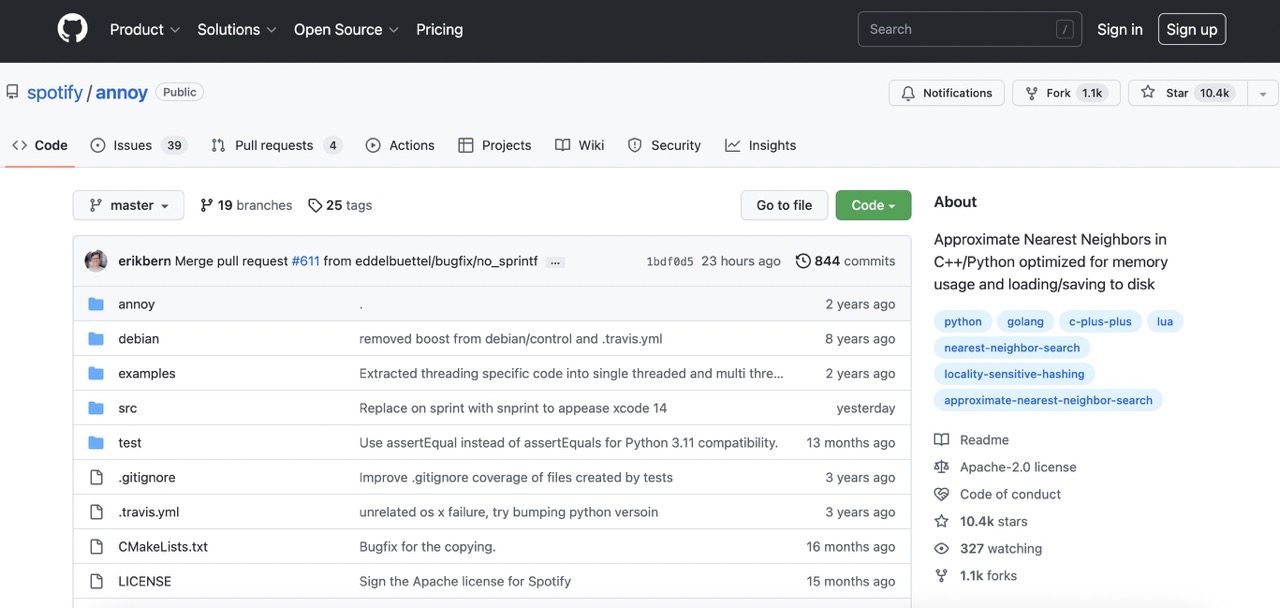 Product Solutions Open Source Pricing Search / Sign in Sign up
spotify / annoy Public Notifications Fork 1.1k Star 10.4k
Code Issues 39 Pull requests 4 Actions Projects Wiki Security Insights
master 19 branches 25 tags Go to file Code
erikbern Merge pull request #611 from eddelbuettel/bugfix/no_sprintf ... 1bdf0d5 23 hours ago 844 commits
annoy . 2 years ago
debian removed boost from debian/control and .travis.yml 8 years ago
examples Extracted threading specific code into single threaded and multi thre... 2 years ago
src Replace on sprint with snprint to appease xcode 14 yesterday
test Use assertEqual instead of assertEquals for Python 3.11 compatibility. 13 months ago
.gitignore Improve .gitignore coverage of files created by tests 3 years ago
.travis.yml unrelated os x failure, try bumping python versoin 3 years ago
CMakeLists.txt Bugfix for the copying. 16 months ago
LICENSE Sign the Apache license for Spotify 15 months ago
About
Approximate Nearest Neighbors in
C++/Python optimized for memory
usage and loading/saving to disk
python golang c-plus-plus lua
nearest-neighbor-search
locality-sensitive-hashing
approximate-nearest-neighbor-search
Readme
Apache-2.0 license
Code of conduct
10.4k stars
327 watching
1.1k forks